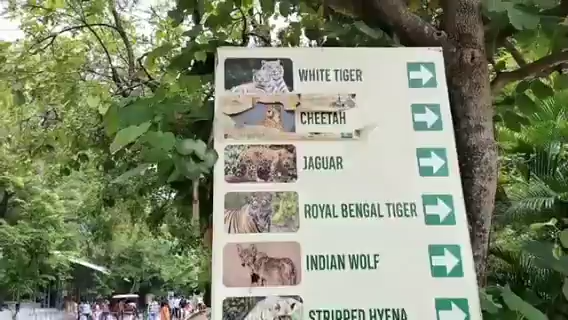 WHITE TIGER
CHEETAH
JAGUAR
ROYAL BENGAL TIGER
INDIAN WOLF
STRIPPED HYENA